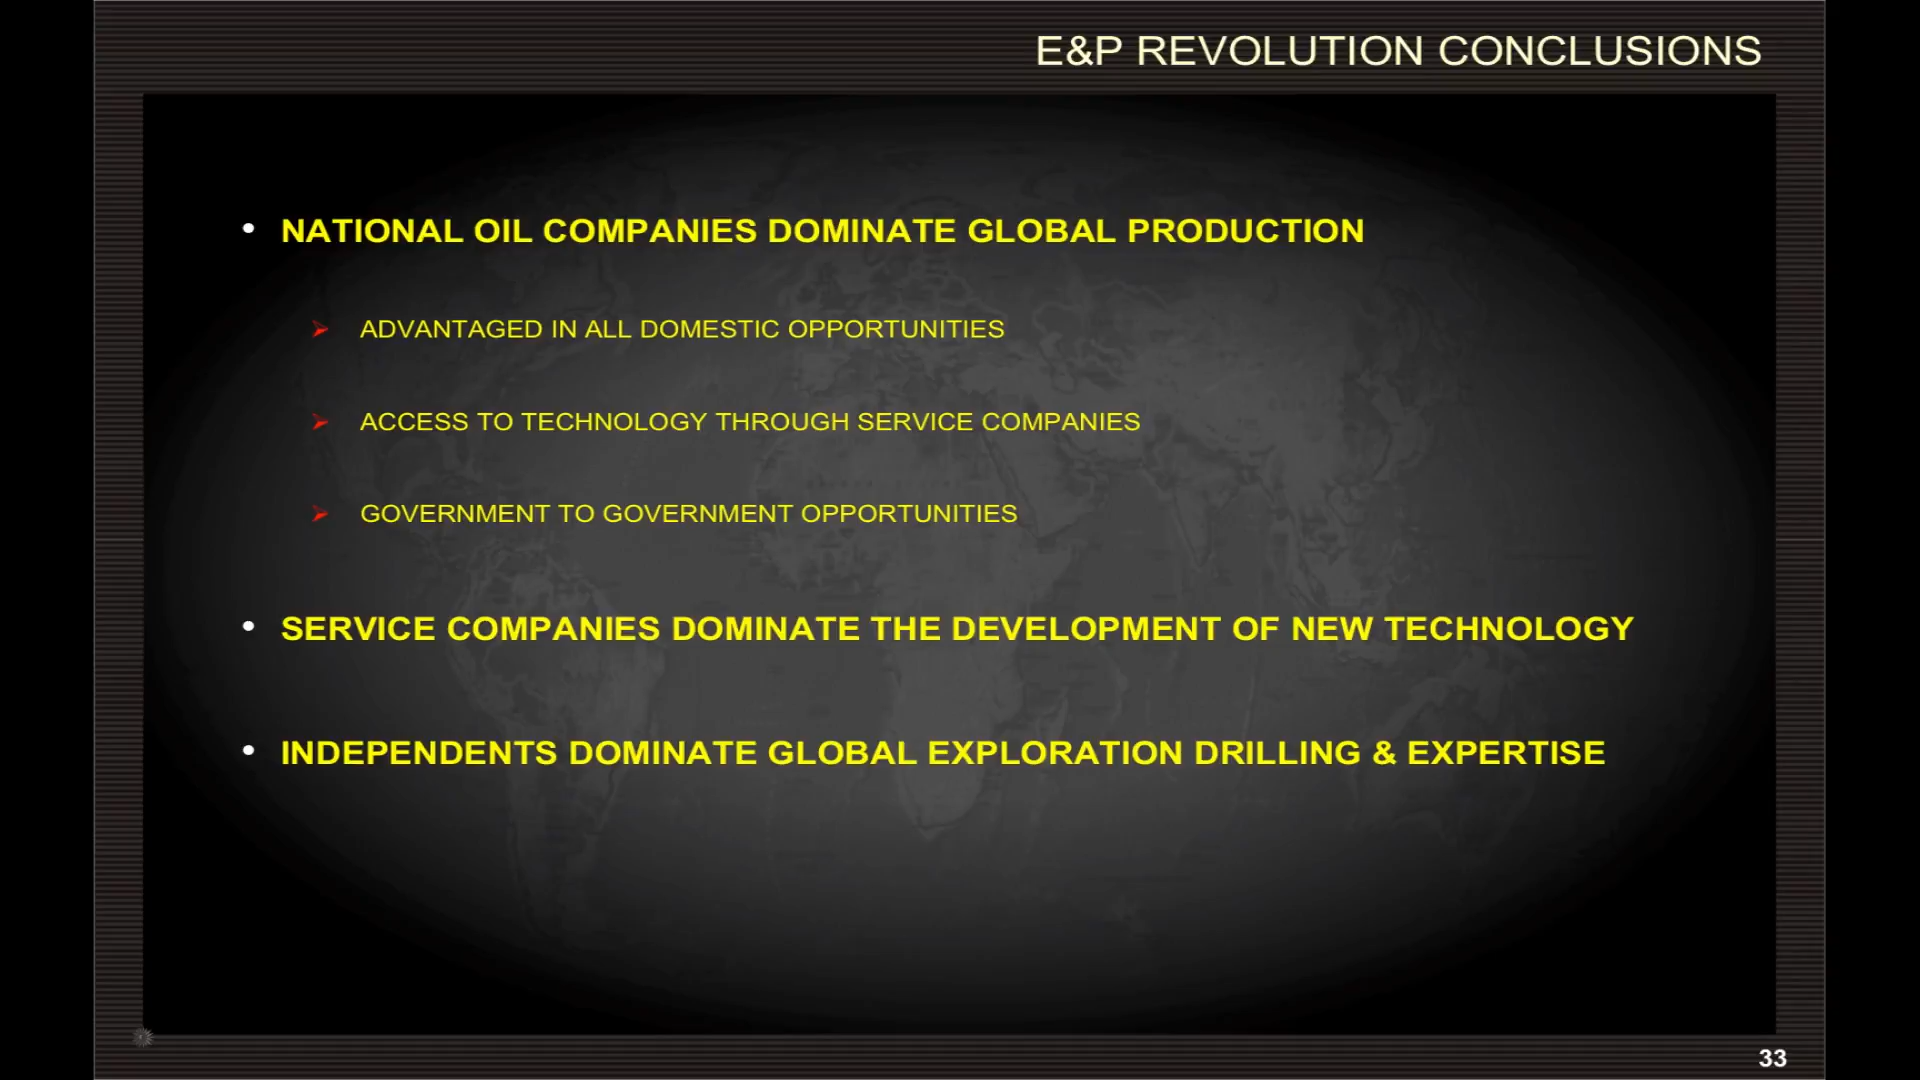 E&P REVOLUTION CONCLUSIONS
• NATIONAL OIL COMPANIES DOMINATE GLOBAL PRODUCTION
➢ ADVANTAGED IN ALL DOMESTIC OPPORTUNITIES
➢ ACCESS TO TECHNOLOGY THROUGH SERVICE COMPANIES
➢ GOVERNMENT TO GOVERNMENT OPPORTUNITIES
• SERVICE COMPANIES DOMINATE THE DEVELOPMENT OF NEW TECHNOLOGY
• INDEPENDENTS DOMINATE GLOBAL EXPLORATION DRILLING & EXPERTISE
33